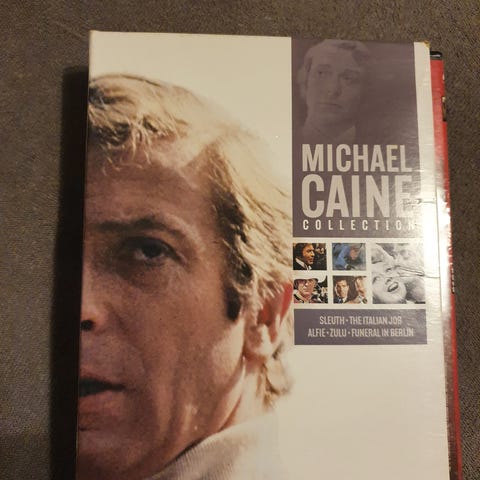 MICHAEL
CAINE
COLLECTION
SLEUTH • THE ITALIAN JOB
ALFIE • ZULU • FUNERAL IN BERLIN